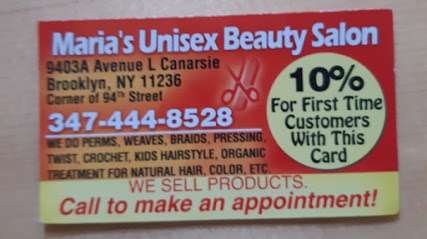 Maria's Unisex Beauty Salon
9403A Avenue L Canarsie
Brooklyn, NY 11236
Corner of 94Th Street
347-444-8528
10%
For First Time
Customers
With This
Card
WE DO PERMS, WEAVES, BRAIDS, PRESSING,
TWIST, CROCHET, KIDS HAIRSTYLE, ORGANIC
TREATMENT FOR NATURAL HAIR, COLOR, ETC.
WE SELL PRODUCTS.
Call to make an appointment!